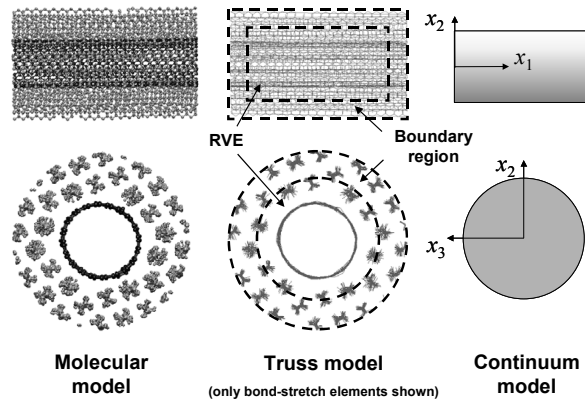 x₂
x₁
RVE
Boundary
region
x₂
x₃
Molecular
model
Truss model
(only bond-stretch elements shown)
Continuum
model